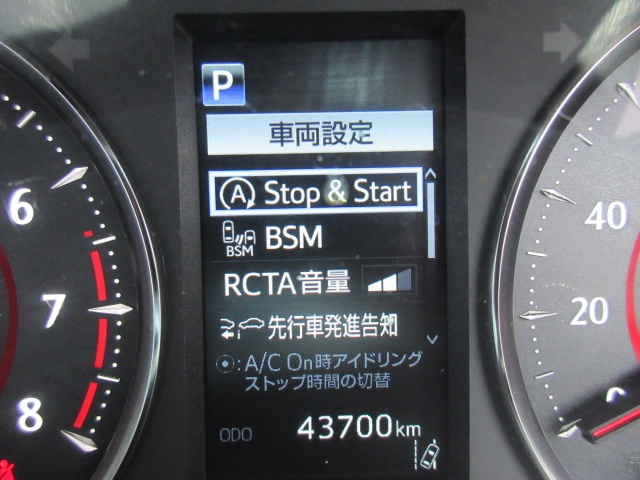 P
車両設定
A Stop & Start
BSM BSM
RCTA音量
先行車発進告知
:A/C On時アイドリング
ストップ時間の切替
ODO 43700km
6
7
8
40
20